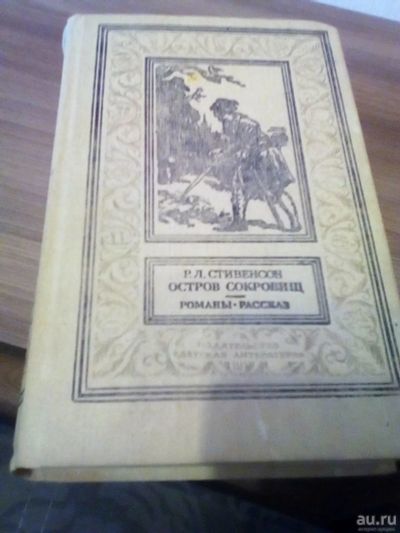 Р. Л. СТИВЕНСОН
ОСТРОВ СОКРОВИЩ
РОМАНЫ • РАССКАЗ
ИЗДАТЕЛЬСТВО
ДЕТСКАЯ ЛИТЕРАТУРА
au.ru